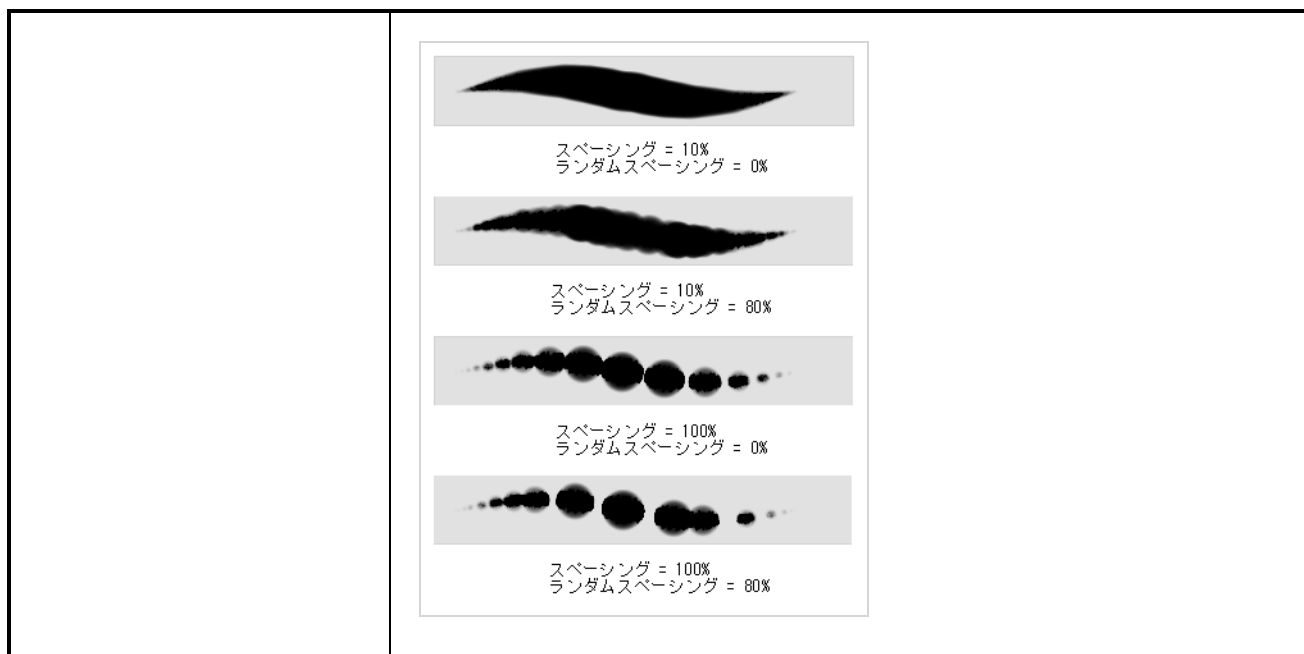 スペーシング = 10%
ランダムスペーシング = 0%
スペーシング = 10%
ランダムスペーシング = 80%
スペーシング = 100%
ランダムスペーシング = 0%
スペーシング = 100%
ランダムスペーシング = 80%